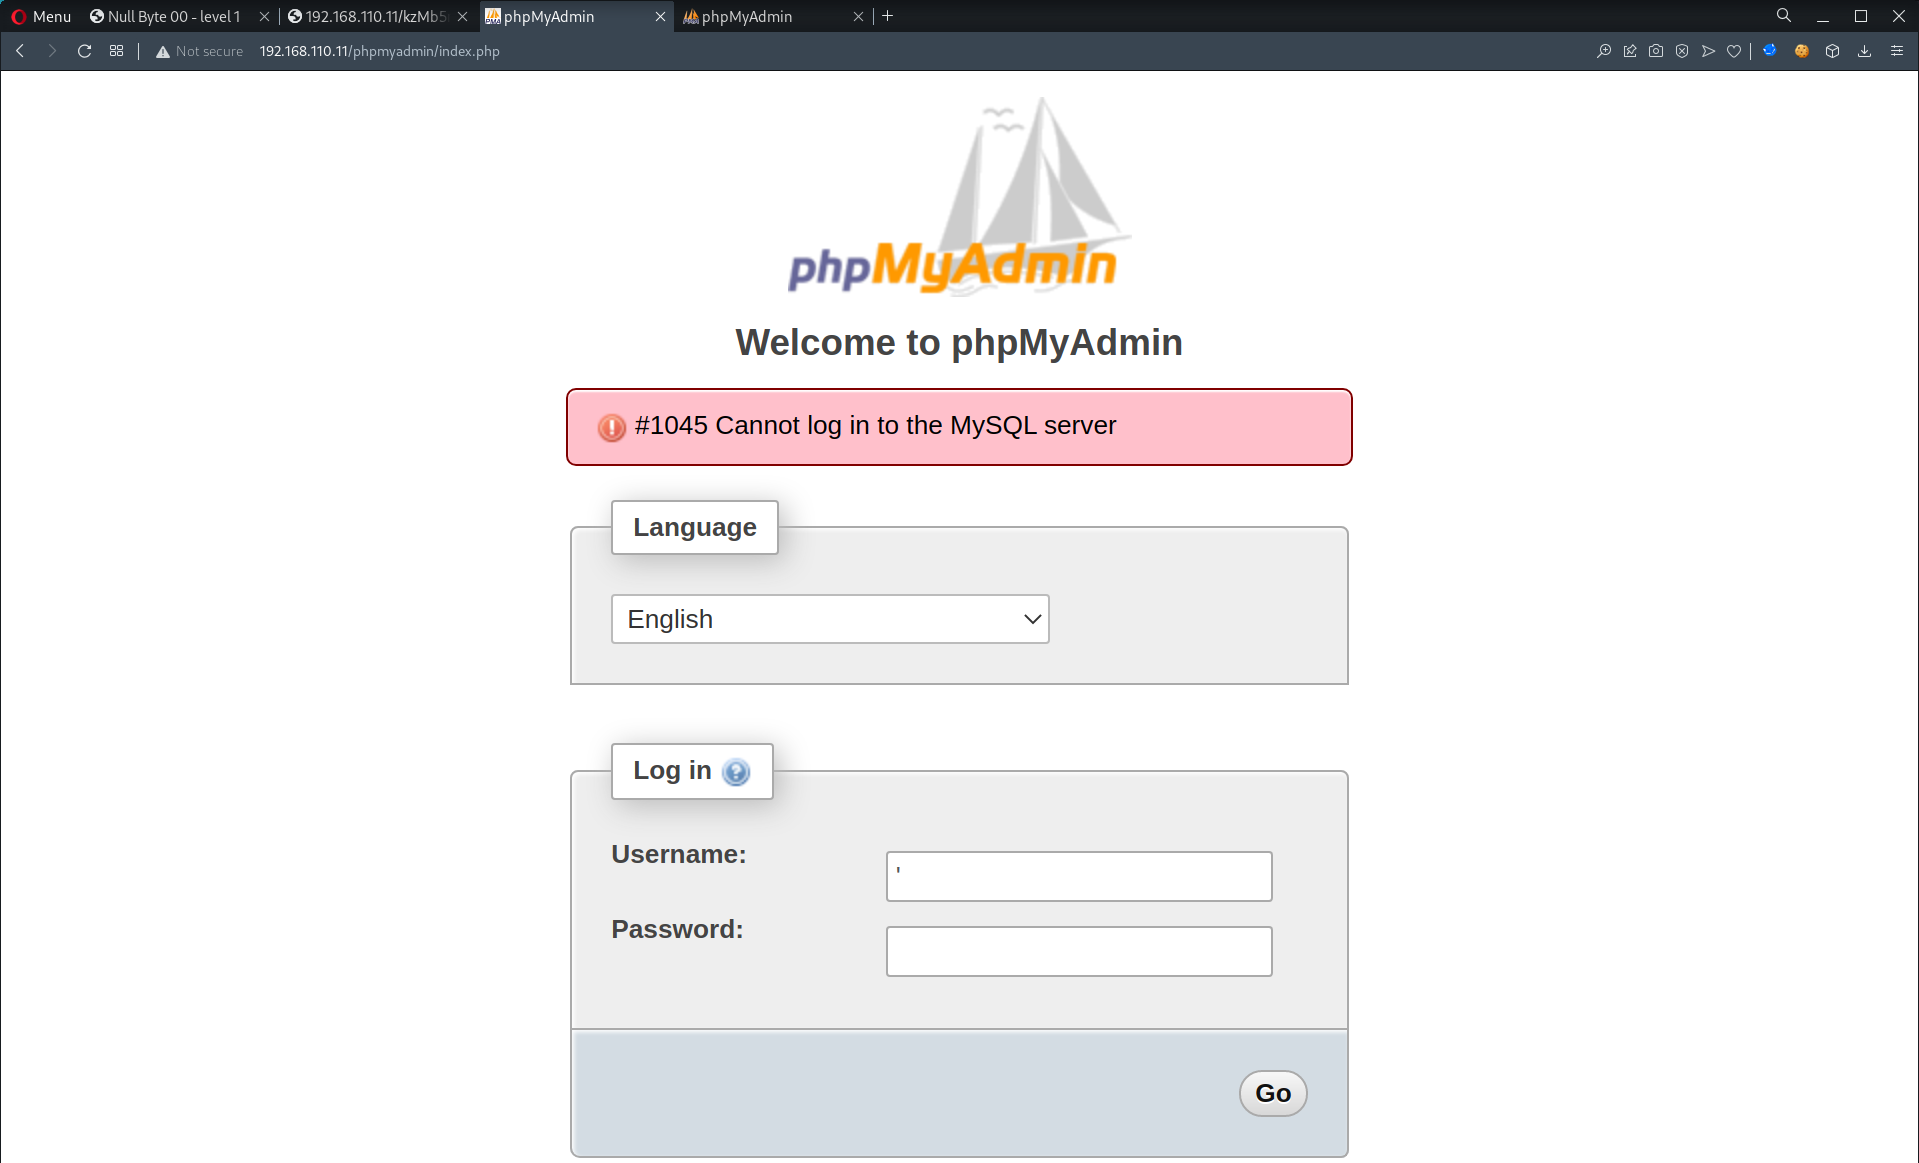 Menu
Null Byte 00 - level 1
192.168.110.11/kzMb5
phpMyAdmin
phpMyAdmin
Not secure
192.168.110.11/phpmyadmin/index.php
phpMyAdmin
Welcome to phpMyAdmin
#1045 Cannot log in to the MySQL server
Language
English
Log in
Username:
'
Password:
Go